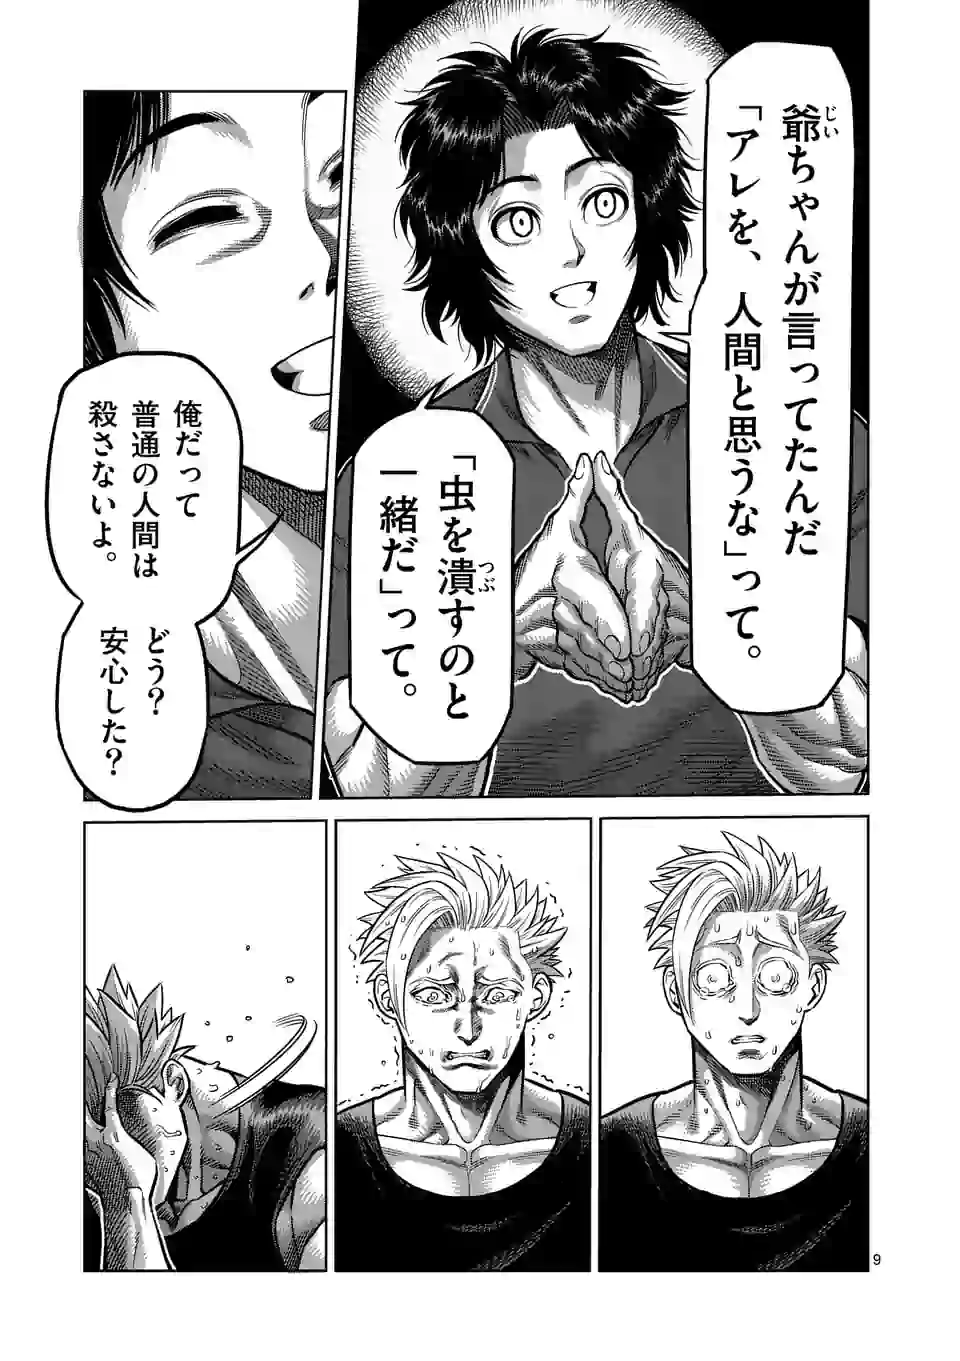 爺ちゃんが言ってたんだ
「アレを、人間と思うな」って。
「虫を潰すのと
一緒だ」って。
俺だって
普通の人間は
殺さないよ。
どう?
安心した?
9